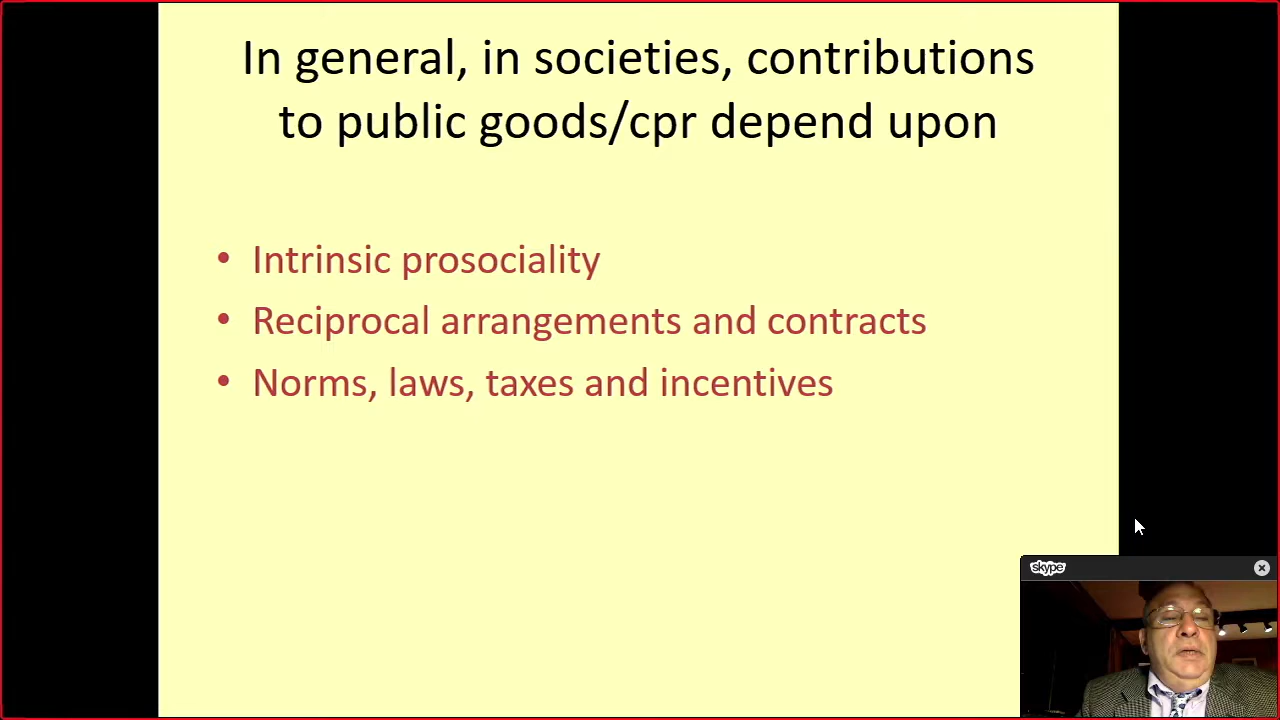 In general, in societies, contributions
to public goods/cpr depend upon
• Intrinsic prosociality
• Reciprocal arrangements and contracts
• Norms, laws, taxes and incentives
skype